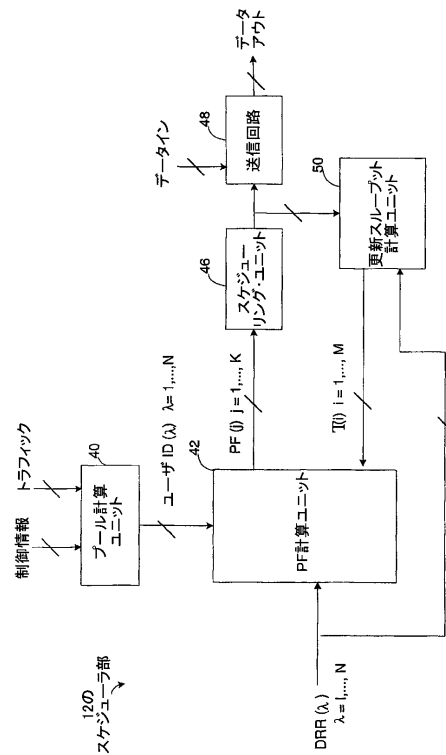 12の
スケジューラ部
制御情報
トラフィック
40
プール計算
ユニット
ユーザ ID (λ) λ= 1,...,N
42
PF計算ユニット
DRR (λ)
λ= l,..., N
PF (j) j = 1,..., K
46
スケジュー
リング・ユニット
データイン
48
送信回路
データ
アウト
50
更新スループット
計算ユニット
T(i) i = 1,..., M